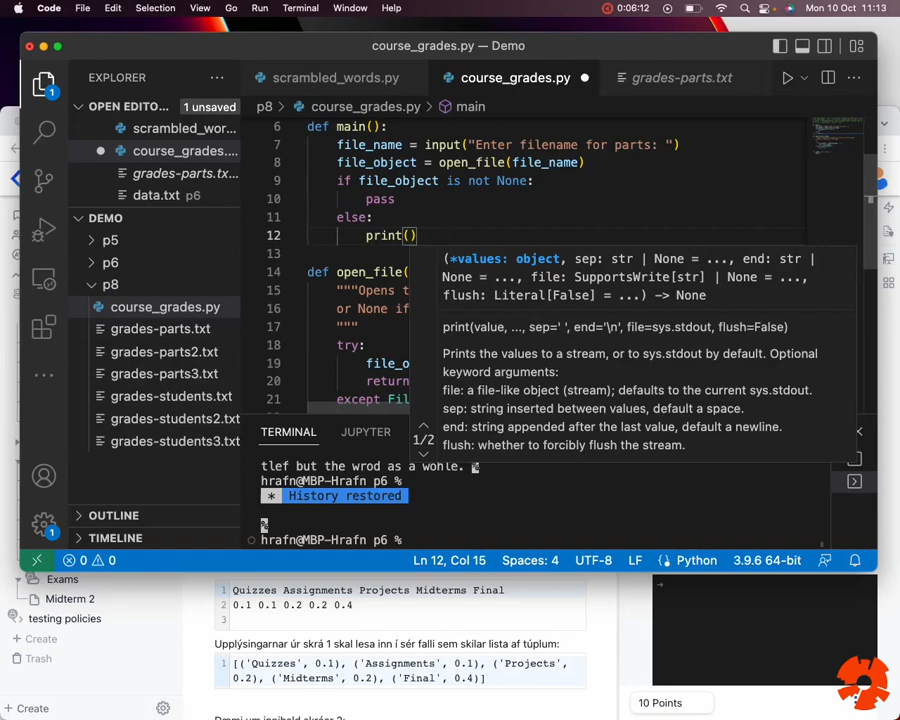 Code File Edit Selection View Go Run Terminal Window Help 0:06:12 Mon 10 Oct 11:13
course_grades.py — Demo
EXPLORER
scrambled_words.py
course_grades.py
grades-parts.txt
OPEN EDITO... 1 unsaved
scrambled_wor...
course_grades....
grades-parts.tx...
data.txt p6
DEMO
p5
p6
p8
course_grades.py
grades-parts.txt
grades-parts2.txt
grades-parts3.txt
grades-students.txt
grades-students2.txt
grades-students3.txt
OUTLINE
TIMELINE
1
1
p8 > course_grades.py > main
6 def main():
7 file_name = input("Enter filename for parts: ")
8 file_object = open_file(file_name)
9 if file_object is not None:
10 pass
11 else:
12 print()
13
14 def open_file(
15 """Opens t
16 or None if
17 """
18 try:
19 file_o
20 return
21 except Fil
(*values: object, sep: str | None = ..., end: str |
None = ..., file: SupportsWrite[str] | None = ...,
flush: Literal[False] = ...) -> None
print(value, ..., sep=' ', end='\n', file=sys.stdout, flush=False)
Prints the values to a stream, or to sys.stdout by default. Optional
keyword arguments:
file: a file-like object (stream); defaults to the current sys.stdout.
sep: string inserted between values, default a space.
end: string appended after the last value, default a newline.
flush: whether to forcibly flush the stream.
1/2
TERMINAL JUPYTER
tlef but the wrod as a wohle. %
hrafn@MBP-Hrafn p6 %
* History restored
%
hrafn@MBP-Hrafn p6 %
0 0 Ln 12, Col 15 Spaces: 4 UTF-8 LF Python 3.9.6 64-bit
Exams
Midterm 2
testing policies
Create
Trash
Create
1 Quizzes Assignments Projects Midterms Final
2 0.1 0.1 0.2 0.2 0.4
3
Upplýsingarnar úr skrá 1 skal lesa inn í sér falli sem skilar lista af túplum:
1 [('Quizzes', 0.1), ('Assignments', 0.1), ('Projects',
0.2), ('Midterms', 0.2), ('Final', 0.4)]
10 Points